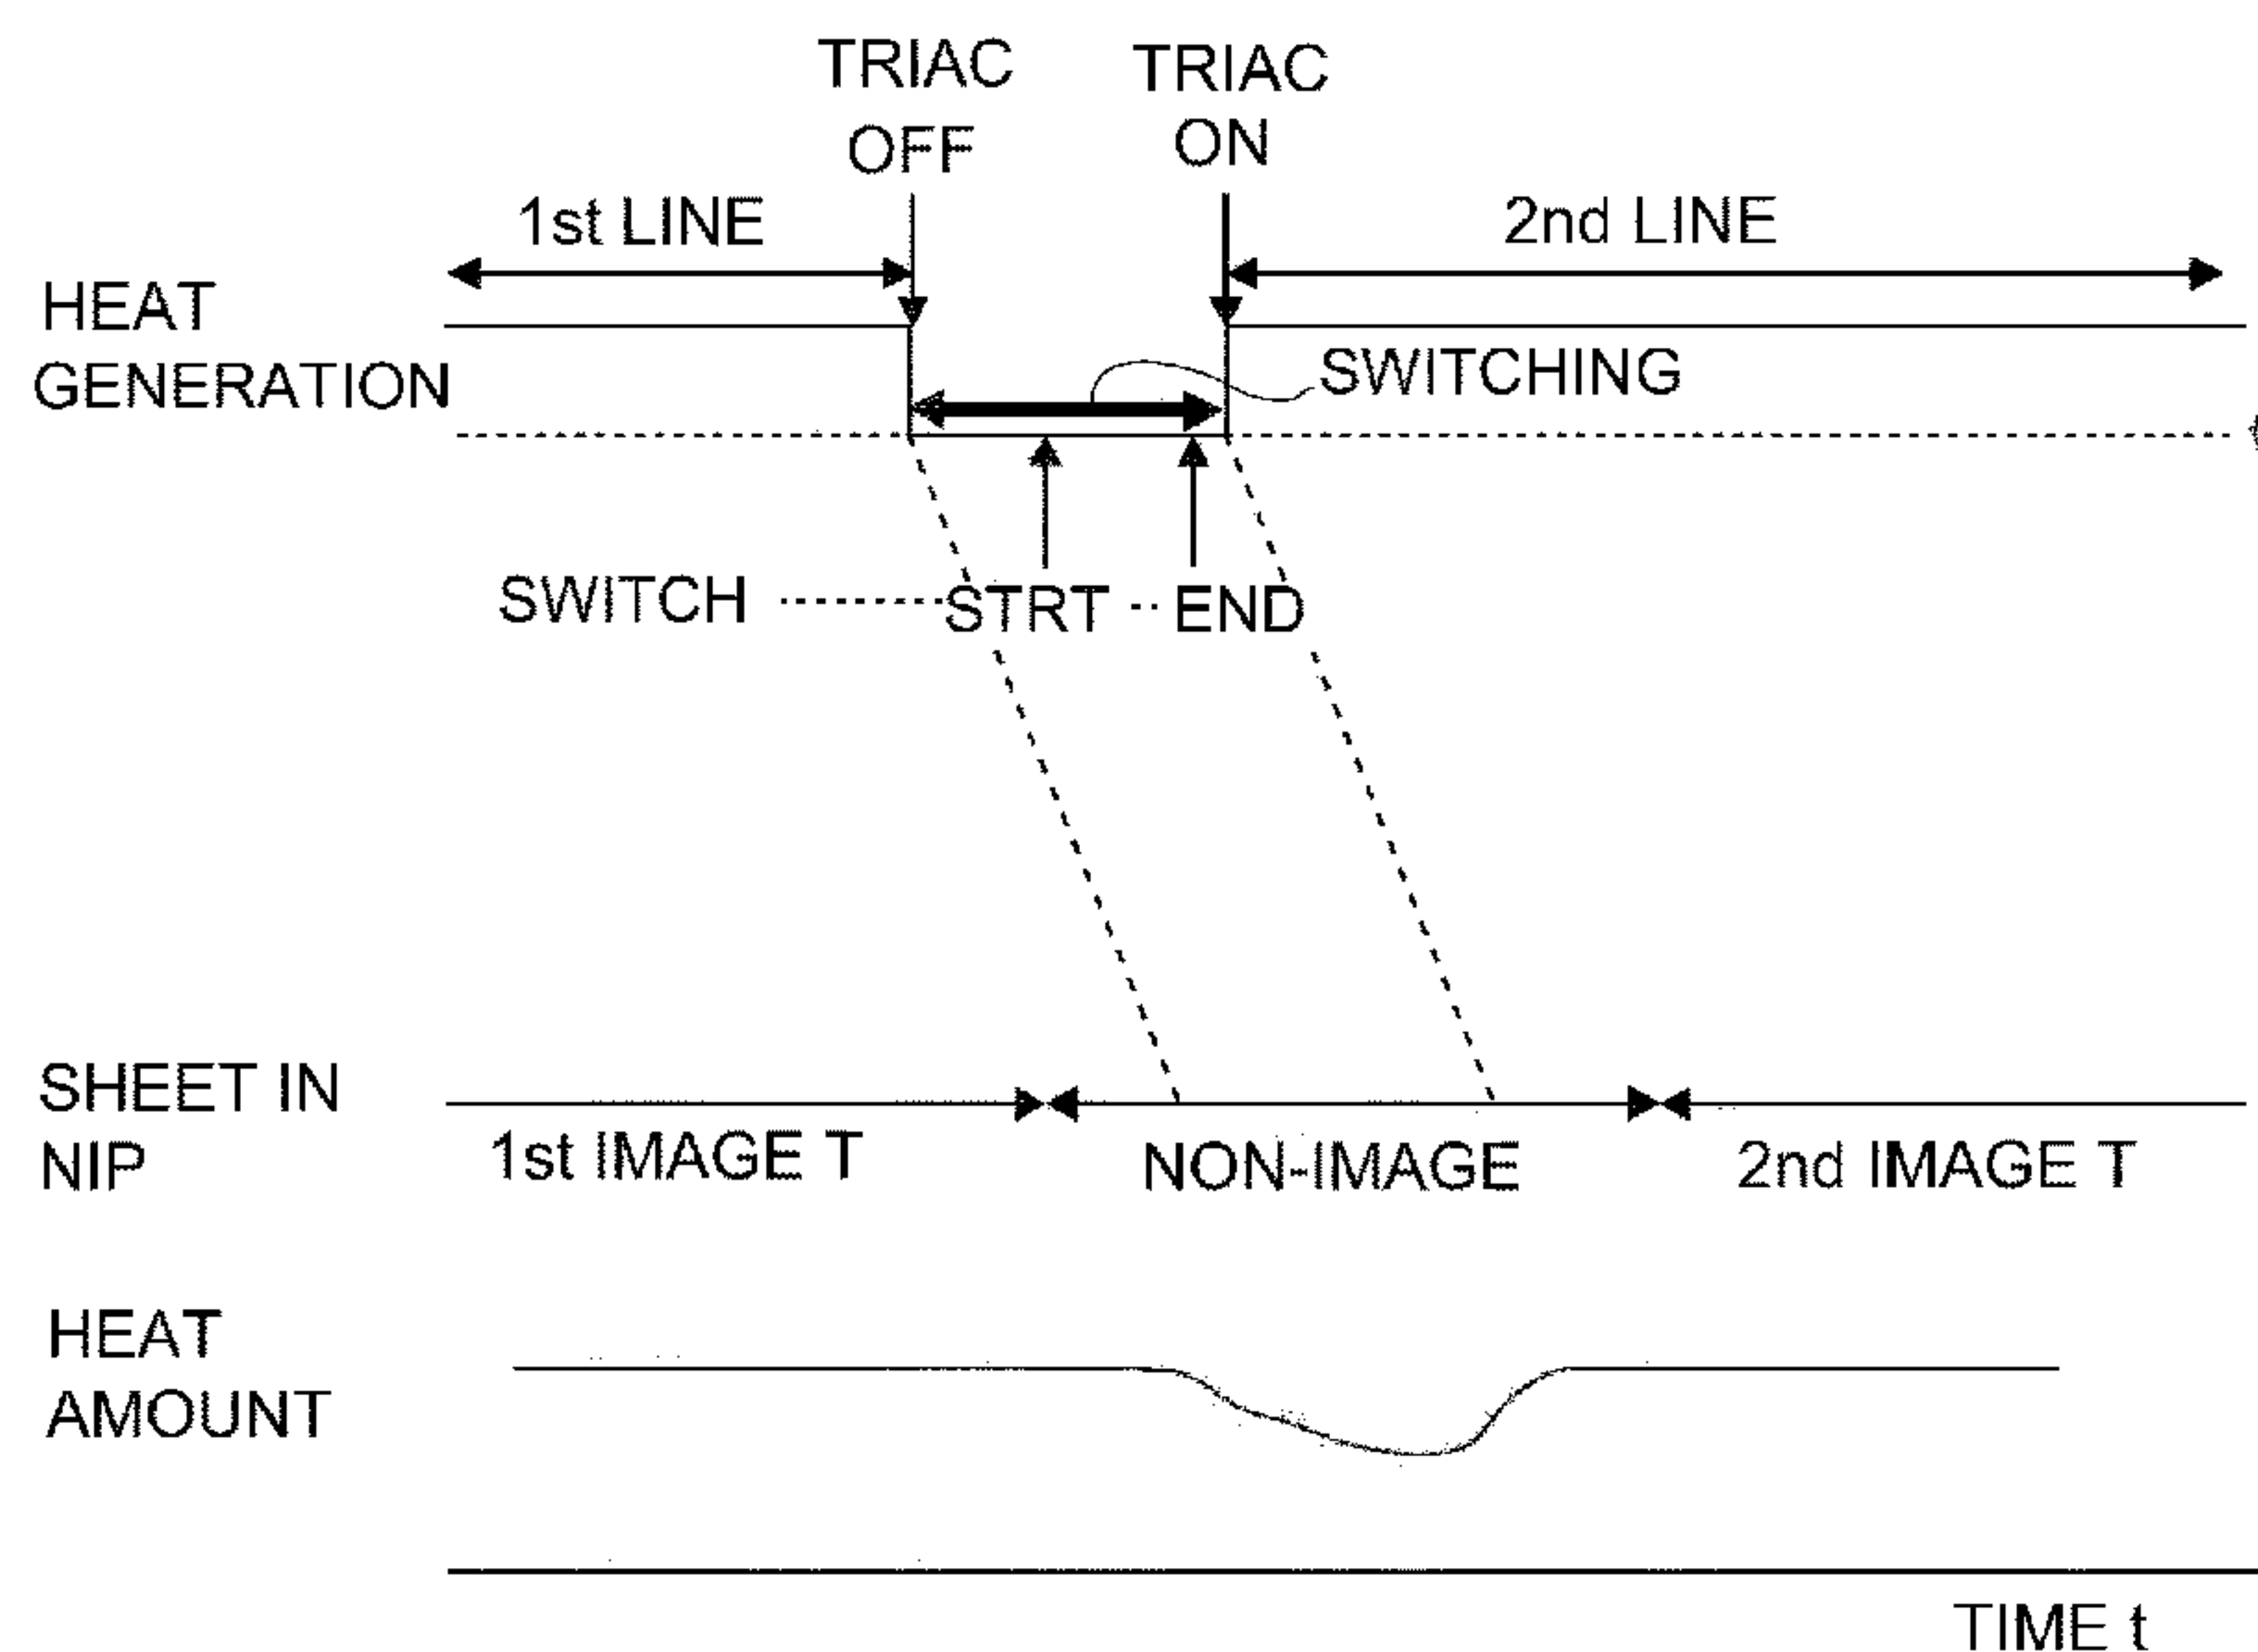 TRIAC
OFF
TRIAC
ON
1st LINE
2nd LINE
HEAT
GENERATION
SWITCHING
SWITCH
STRT
END
SHEET IN
NIP
1st IMAGE T
NON-IMAGE
2nd IMAGE T
HEAT
AMOUNT
TIME t